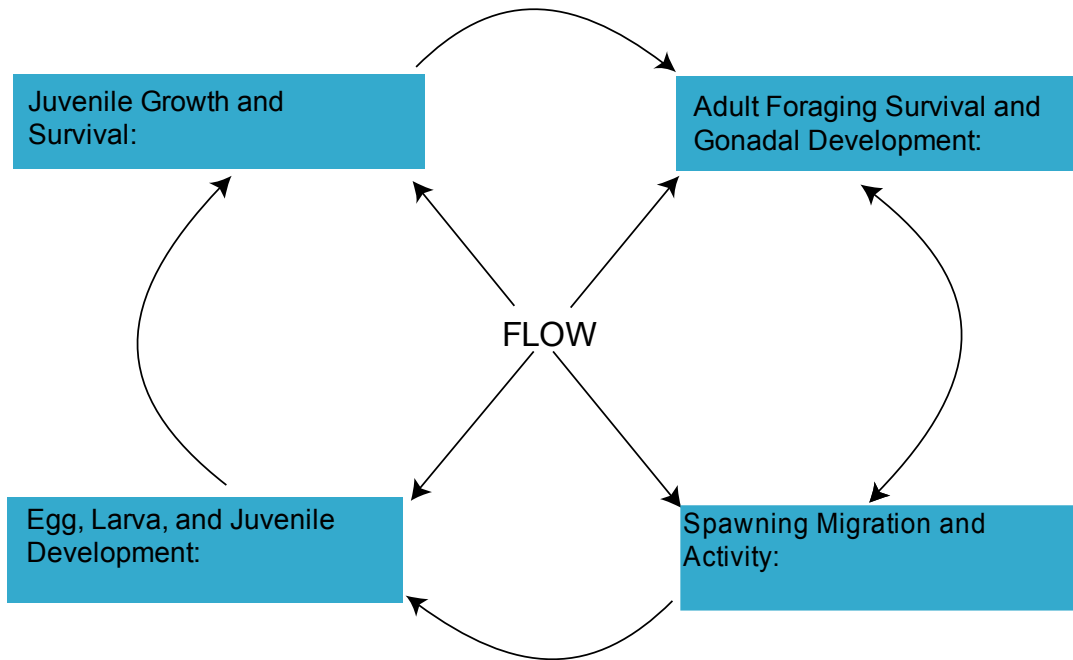 Juvenile Growth and
Survival:
Adult Foraging Survival and
Gonadal Development:
FLOW
Egg, Larva, and Juvenile
Development:
Spawning Migration and
Activity: